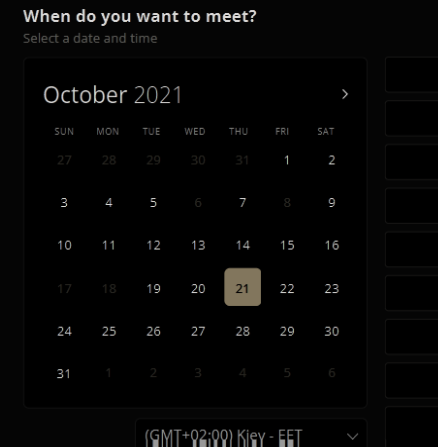 When do you want to meet?
Select a date and time
October 2021 >
SUN MON TUE WED THU FRI SAT
27 28 29 30 31 1 2
3 4 5 6 7 8 9
10 11 12 13 14 15 16
17 18 19 20 21 22 23
24 25 26 27 28 29 30
31 1 2 3 4 5 6
(GMT+02:00) Kiev - EET